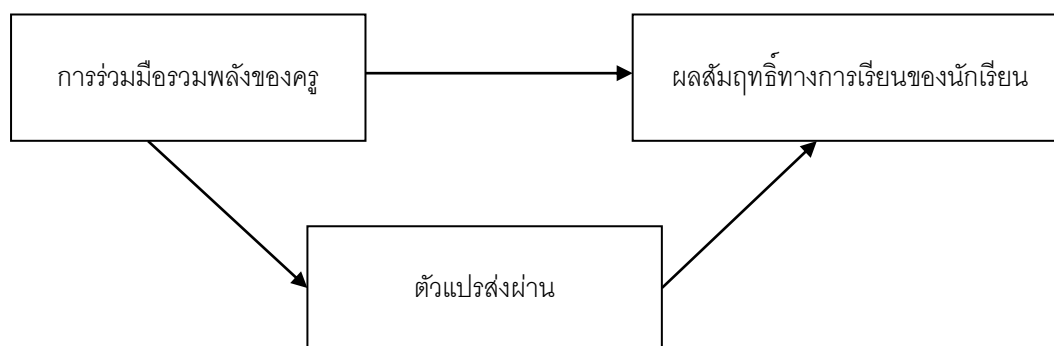 การร่วมมือรวมพลังของครู
ผลสัมฤทธิ์ทางการเรียนของนักเรียน
ตัวแปรส่งผ่าน